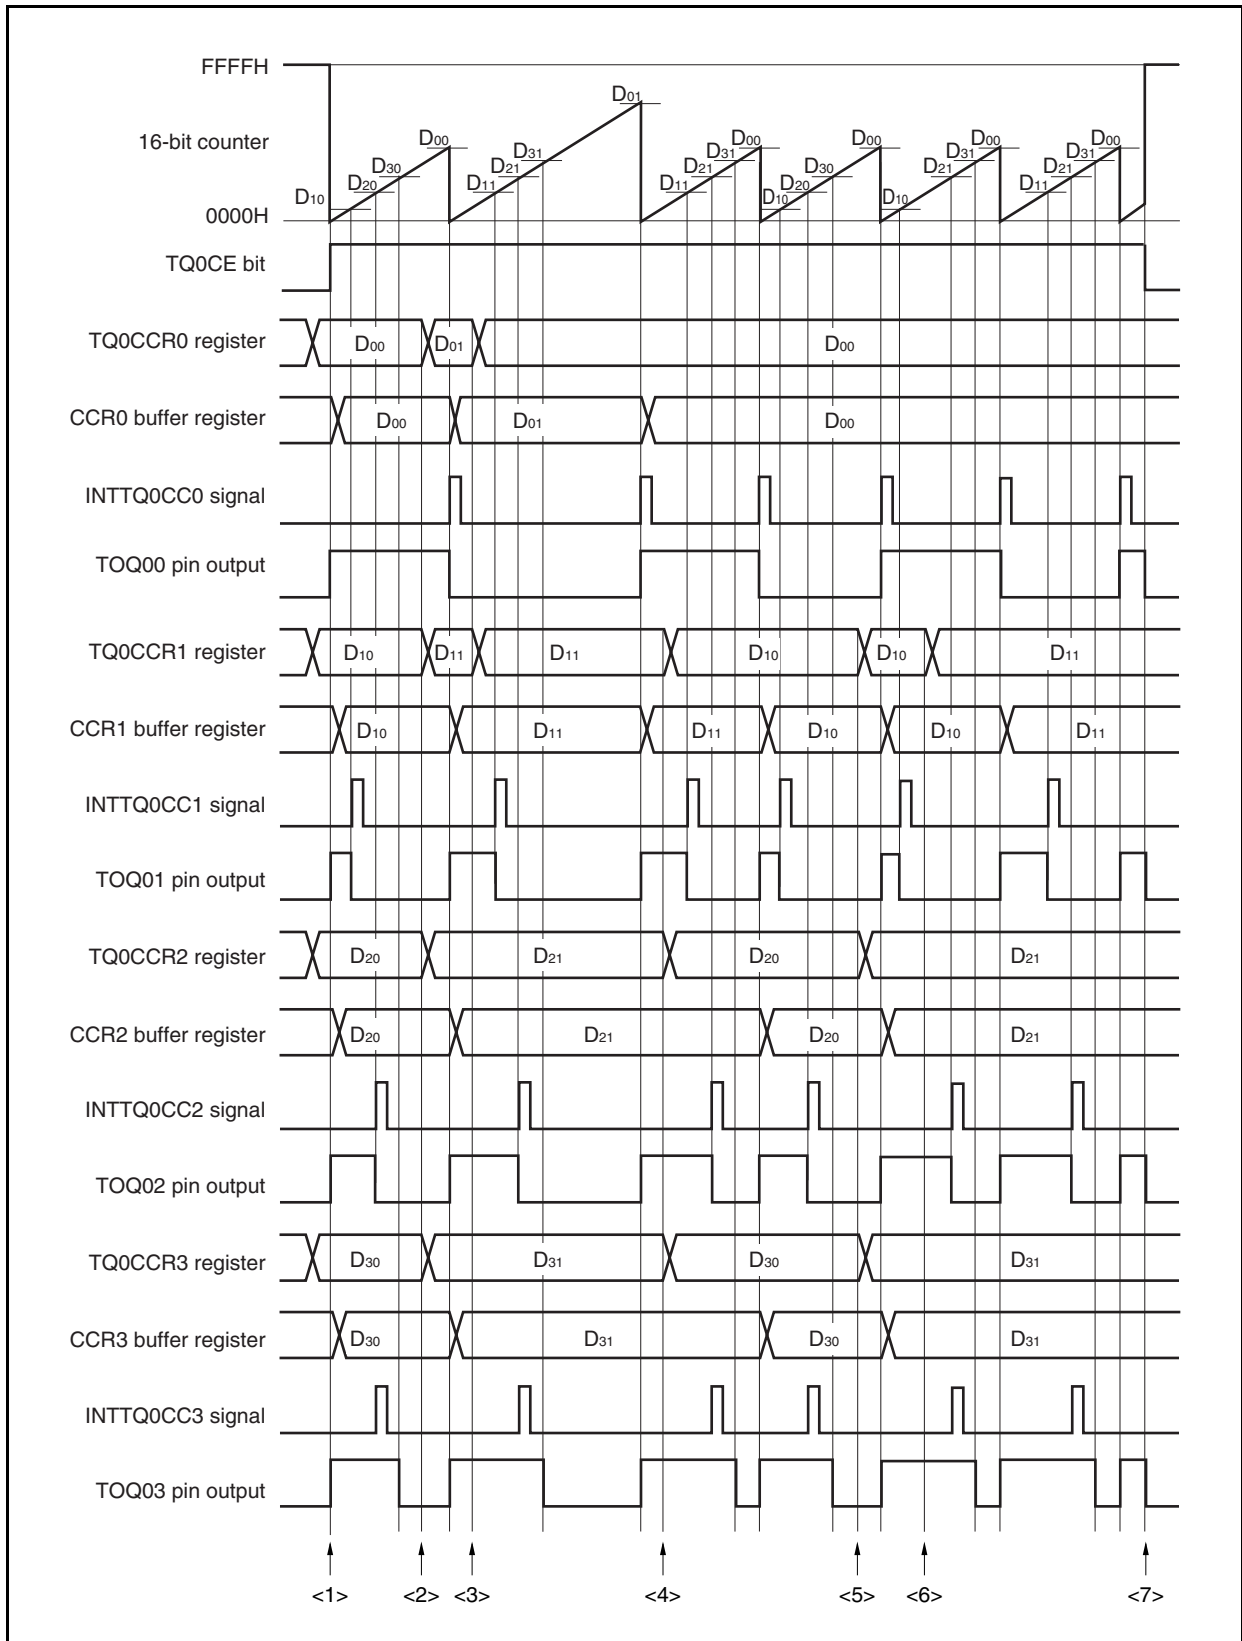 FFFFH
16-bit counter
0000H
D10 D20 D30 D00 D11 D21 D31 D01 D11 D21 D31 D00 D10 D20 D30 D00 D10 D21 D31 D00 D11 D21 D31 D00
TQ0CE bit
TQ0CCR0 register D00 D01 D00
CCR0 buffer register D00 D01 D00
INTTQ0CC0 signal
TOQ00 pin output
TQ0CCR1 register D10 D11 D11 D10 D10 D11
CCR1 buffer register D10 D11 D11 D10 D10 D11
INTTQ0CC1 signal
TOQ01 pin output
TQ0CCR2 register D20 D21 D20 D21
CCR2 buffer register D20 D21 D20 D21
INTTQ0CC2 signal
TOQ02 pin output
TQ0CCR3 register D30 D31 D30 D31
CCR3 buffer register D30 D31 D30 D31
INTTQ0CC3 signal
TOQ03 pin output
<1> <2> <3> <4> <5> <6> <7>